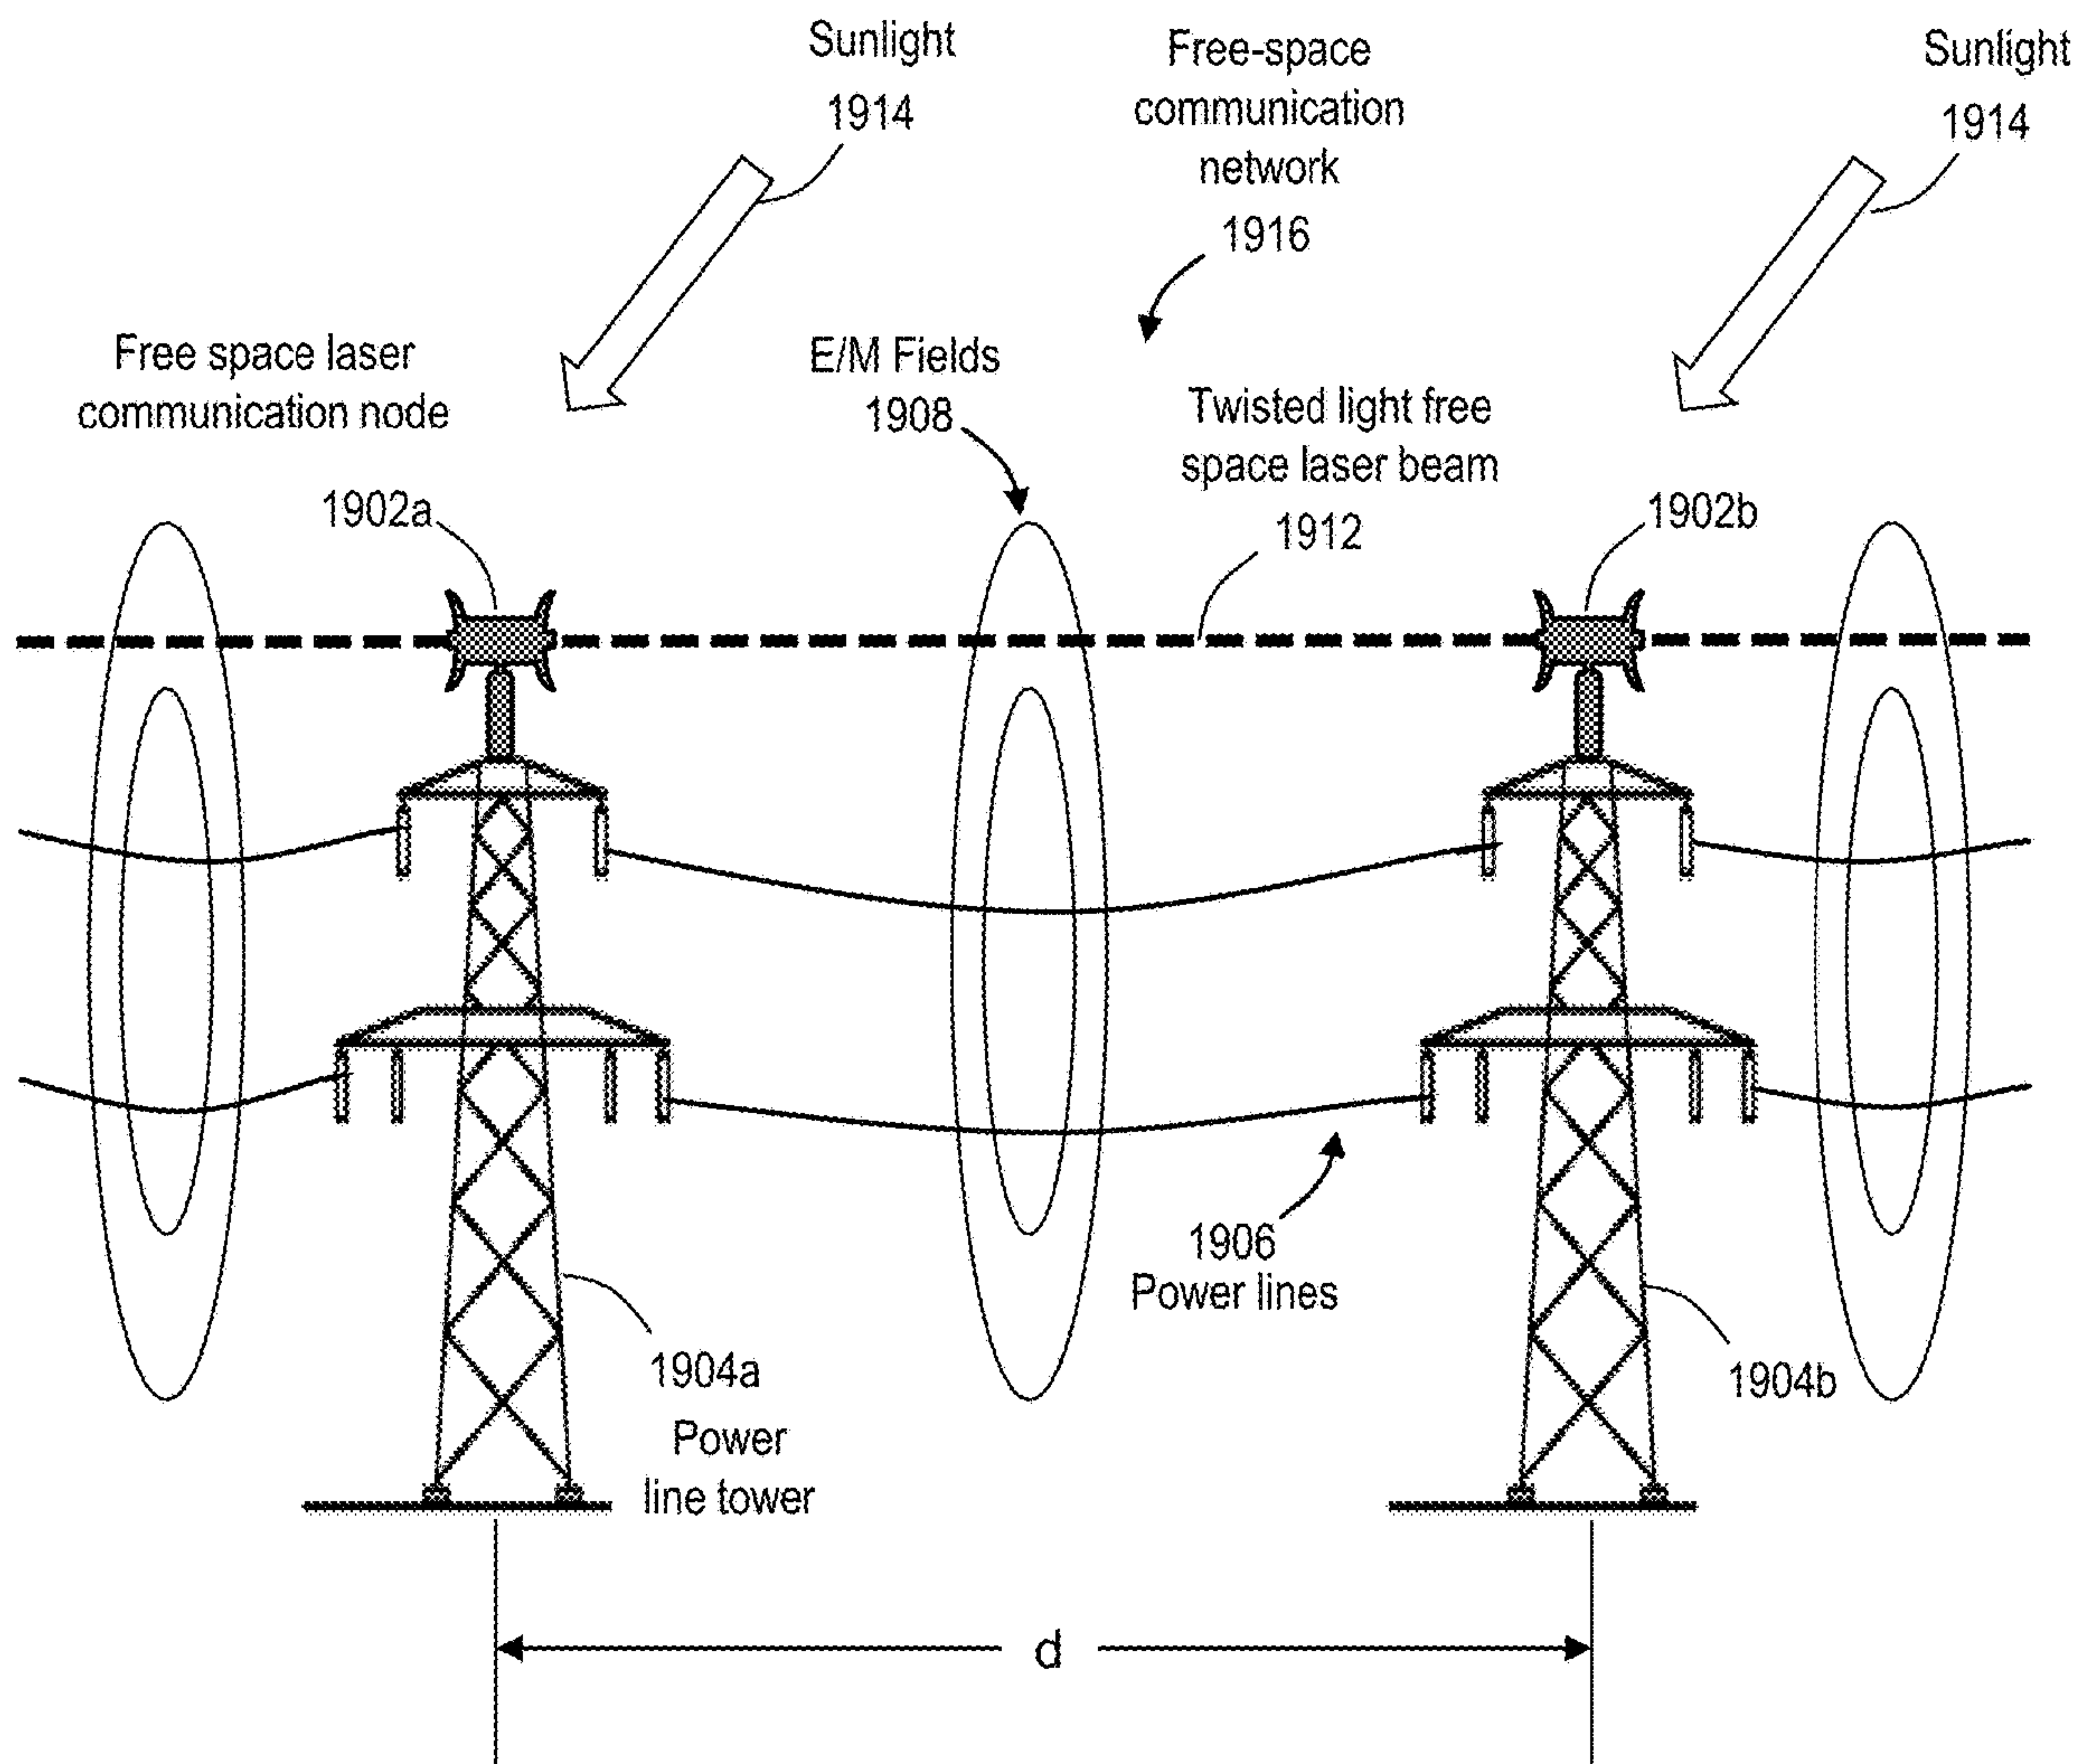 Sunlight
1914
Free-space
communication
network
1916
Sunlight
1914
Free space laser
communication node
1902a
E/M Fields
1908
Twisted light free
space laser beam
1912
1902b
1906
Power lines
1904a
Power
line tower
1904b
d